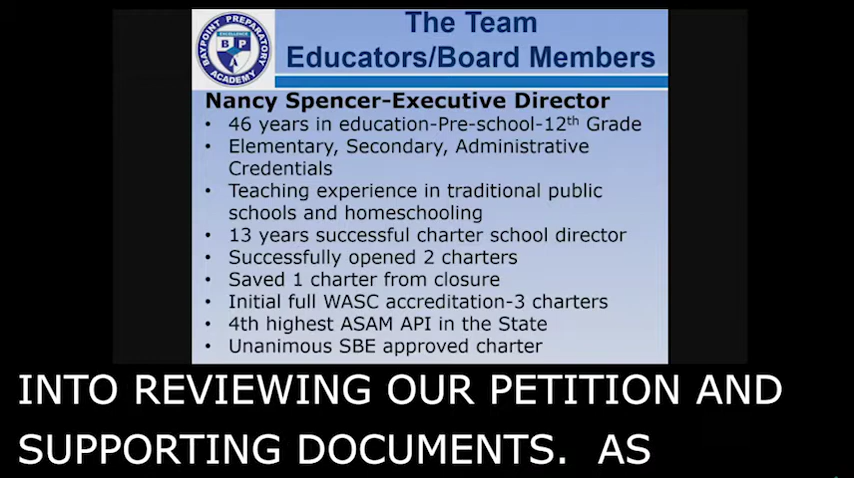 BAYPOINT PREPARATORY
EXCELLENCE
B P
ACADEMY
The Team
Educators/Board Members
Nancy Spencer-Executive Director
• 46 years in education-Pre-school-12th Grade
• Elementary, Secondary, Administrative
Credentials
• Teaching experience in traditional public
schools and homeschooling
• 13 years successful charter school director
• Successfully opened 2 charters
• Saved 1 charter from closure
• Initial full WASC accreditation-3 charters
• 4th highest ASAM API in the State
• Unanimous SBE approved charter
INTO REVIEWING OUR PETITION AND
SUPPORTING DOCUMENTS.  AS